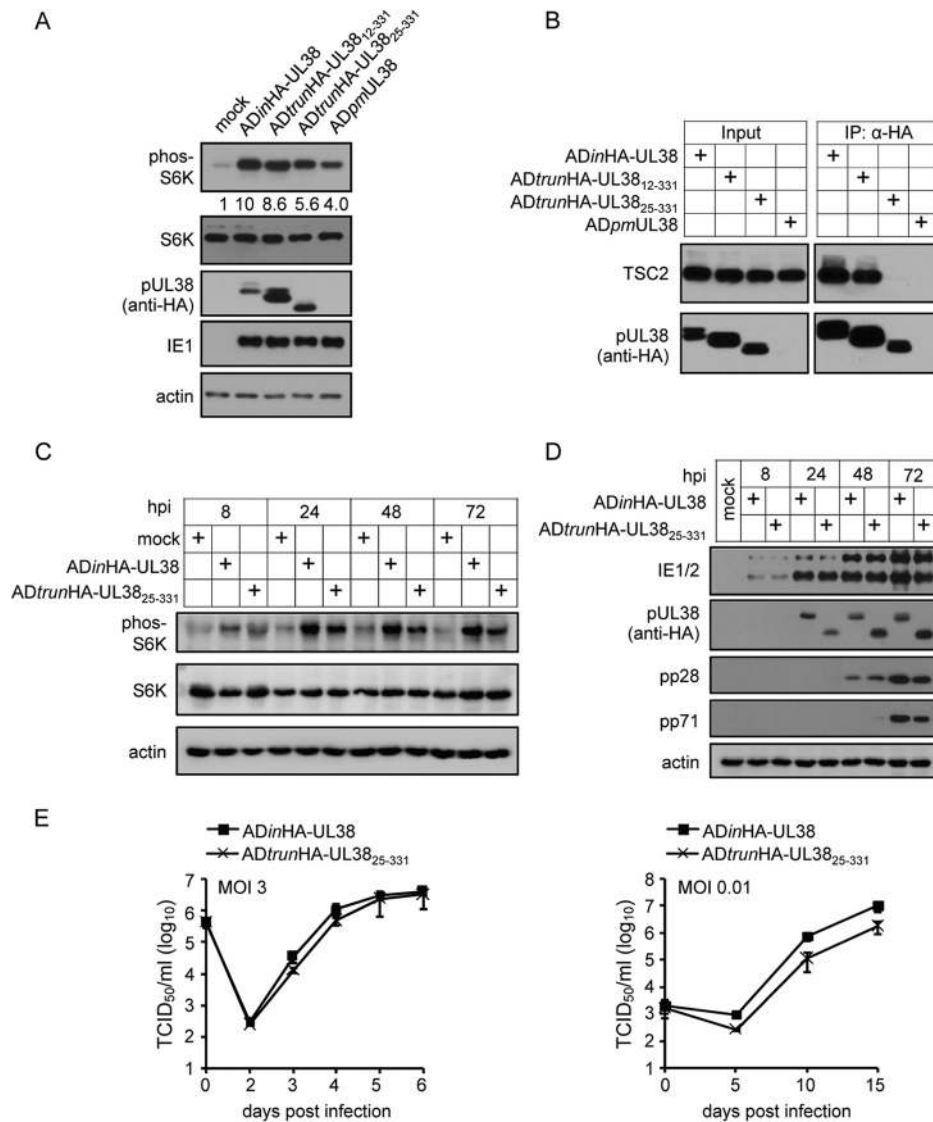 A
mock
ADinHA-UL38
ADtrunHA-UL38₁₂₋₃₃₁
ADtrunHA-UL38₂₅₋₃₃₁
ADpmUL38
phos-
S6K
1 10 8.6 5.6 4.0
S6K
pUL38
(anti-HA)
IE1
actin
B
Input IP: α-HA
ADinHA-UL38 + +
ADtrunHA-UL38₁₂₋₃₃₁ + +
ADtrunHA-UL38₂₅₋₃₃₁ + +
ADpmUL38 + +
TSC2
pUL38
(anti-HA)
C
hpi
8 24 48 72
mock + + + +
ADinHA-UL38 + + + +
ADtrunHA-UL38₂₅₋₃₃₁ + + + +
phos-
S6K
S6K
actin
D
hpi mock 8 24 48 72
ADinHA-UL38 + + + +
ADtrunHA-UL38₂₅₋₃₃₁ + + + +
IE1/2
pUL38
(anti-HA)
pp28
pp71
actin
E
ADinHA-UL38
ADtrunHA-UL38₂₅₋₃₃₁
MOI 3
TCID₅₀/ml (log₁₀)
7
6
5
4
3
2
1
0 2 3 4 5 6
days post infection
ADinHA-UL38
ADtrunHA-UL38₂₅₋₃₃₁
MOI 0.01
TCID₅₀/ml (log₁₀)
8
7
6
5
4
3
2
1
0 5 10 15
days post infection